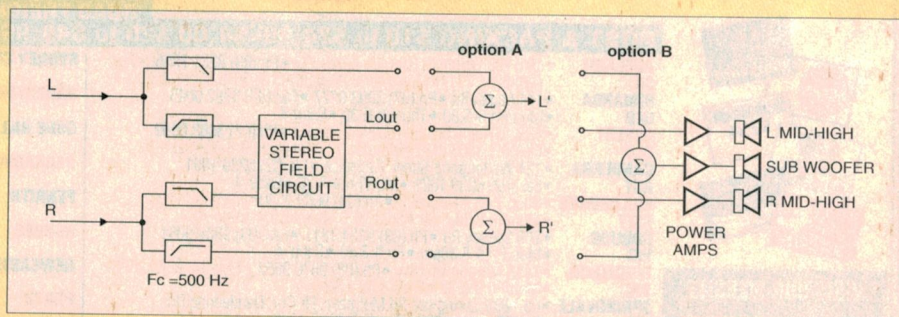 option A
option B
L
Lout
Σ
L'
VARIABLE
STEREO
FIELD
CIRCUIT
L MID-HIGH
Σ
SUB WOOFER
Rout
R MID-HIGH
R
Σ
R'
POWER
AMPS
Fc =500 Hz